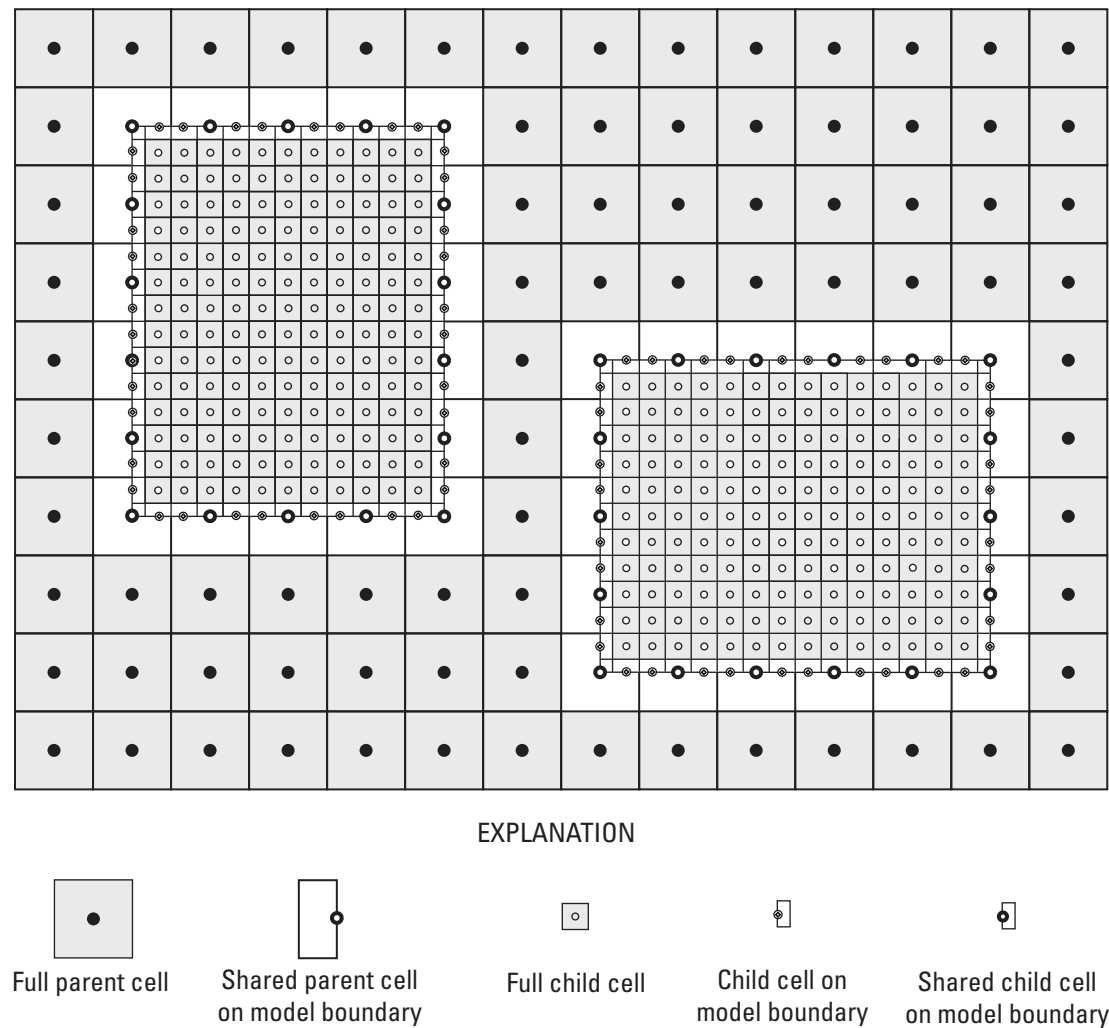 EXPLANATION
Full parent cell
Shared parent cell
on model boundary
Full child cell
Child cell on
model boundary
Shared child cell
on model boundary